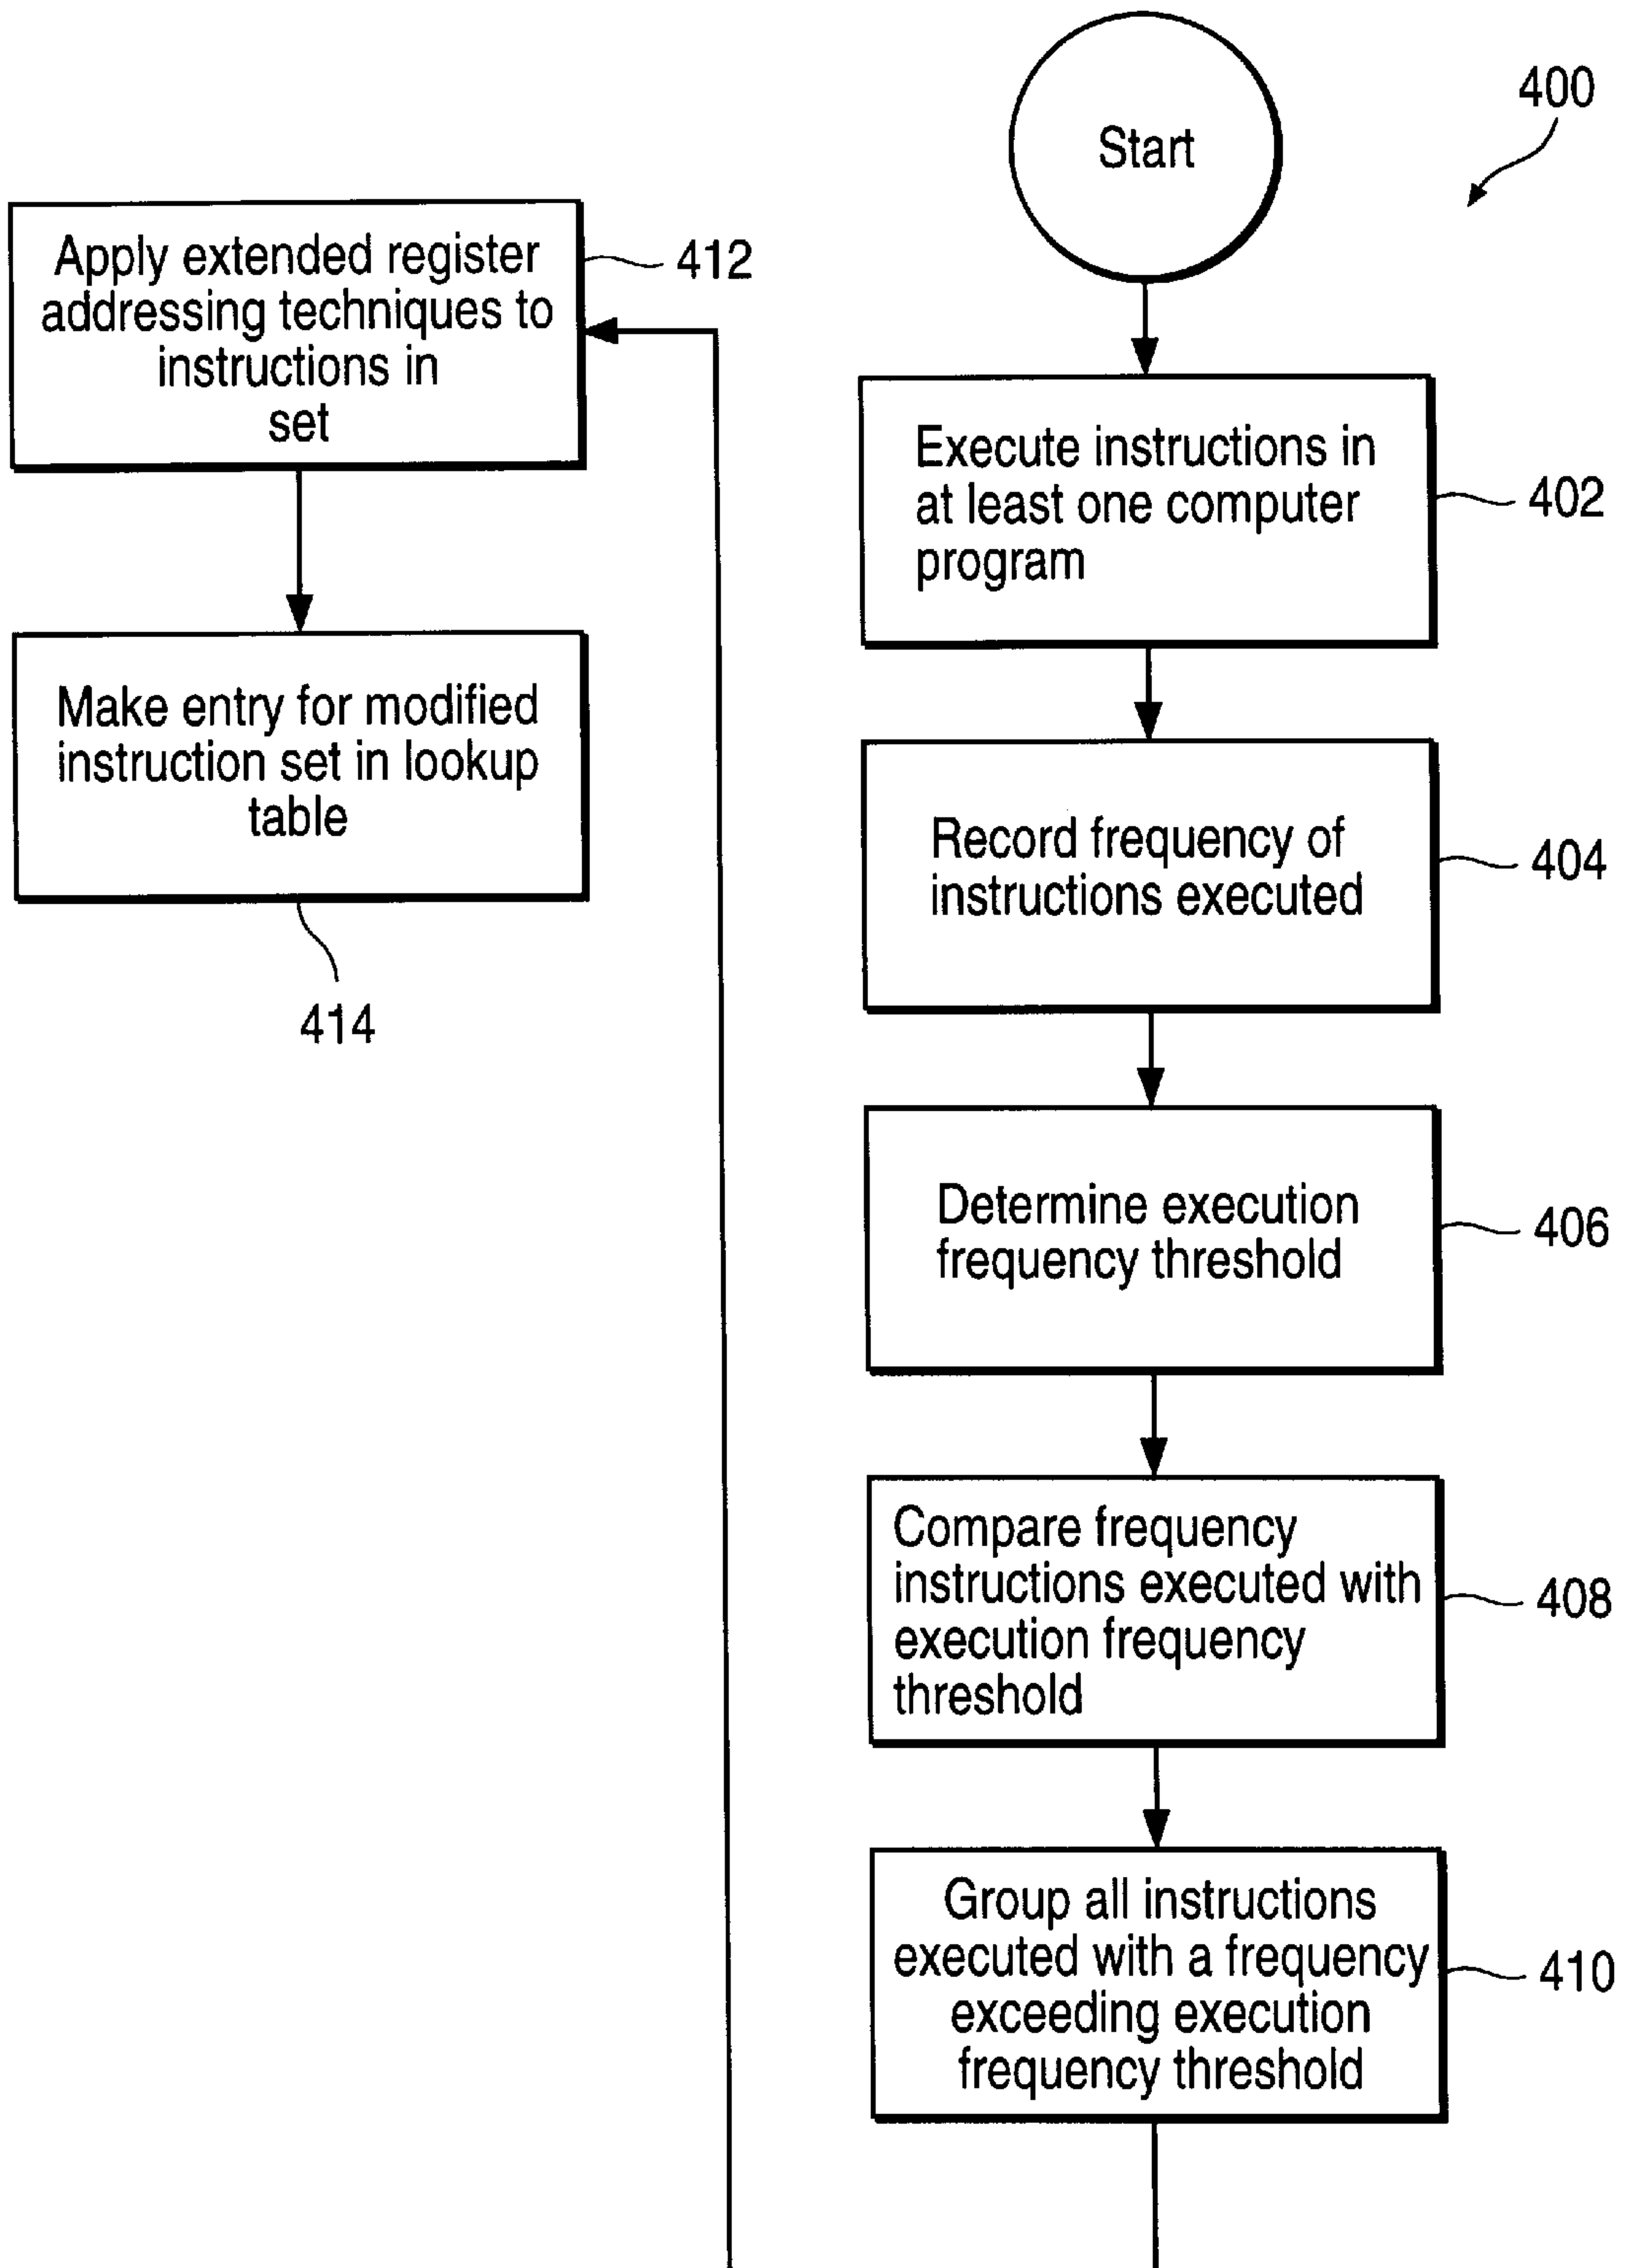 Start
400
Execute instructions in
at least one computer
program
402
Record frequency of
instructions executed
404
Determine execution
frequency threshold
406
Compare frequency
instructions executed with
execution frequency
threshold
408
Group all instructions
executed with a frequency
exceeding execution
frequency threshold
410
Apply extended register
addressing techniques to
instructions in
set
412
Make entry for modified
instruction set in lookup
table
414